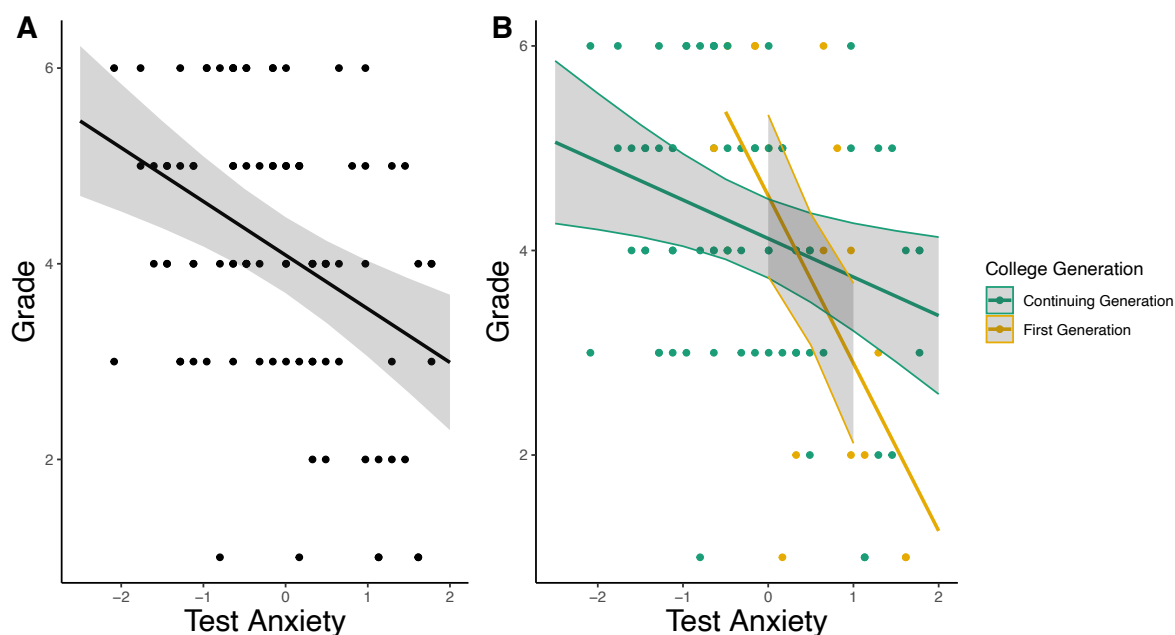 A
Grade
6
4
2
−2
−1
0
1
2
Test Anxiety
B
Grade
6
4
2
−2
−1
0
1
2
Test Anxiety
College Generation
Continuing Generation
First Generation